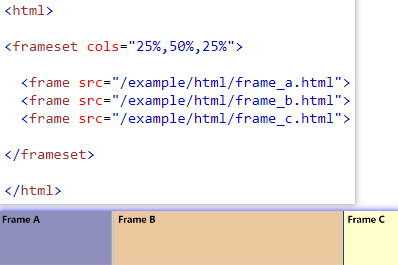 <html>
<frameset cols="25%,50%,25%">
<frame src="/example/html/frame_a.html">
<frame src="/example/html/frame_b.html">
<frame src="/example/html/frame_c.html">
</frameset>
</html>
Frame A Frame B Frame C